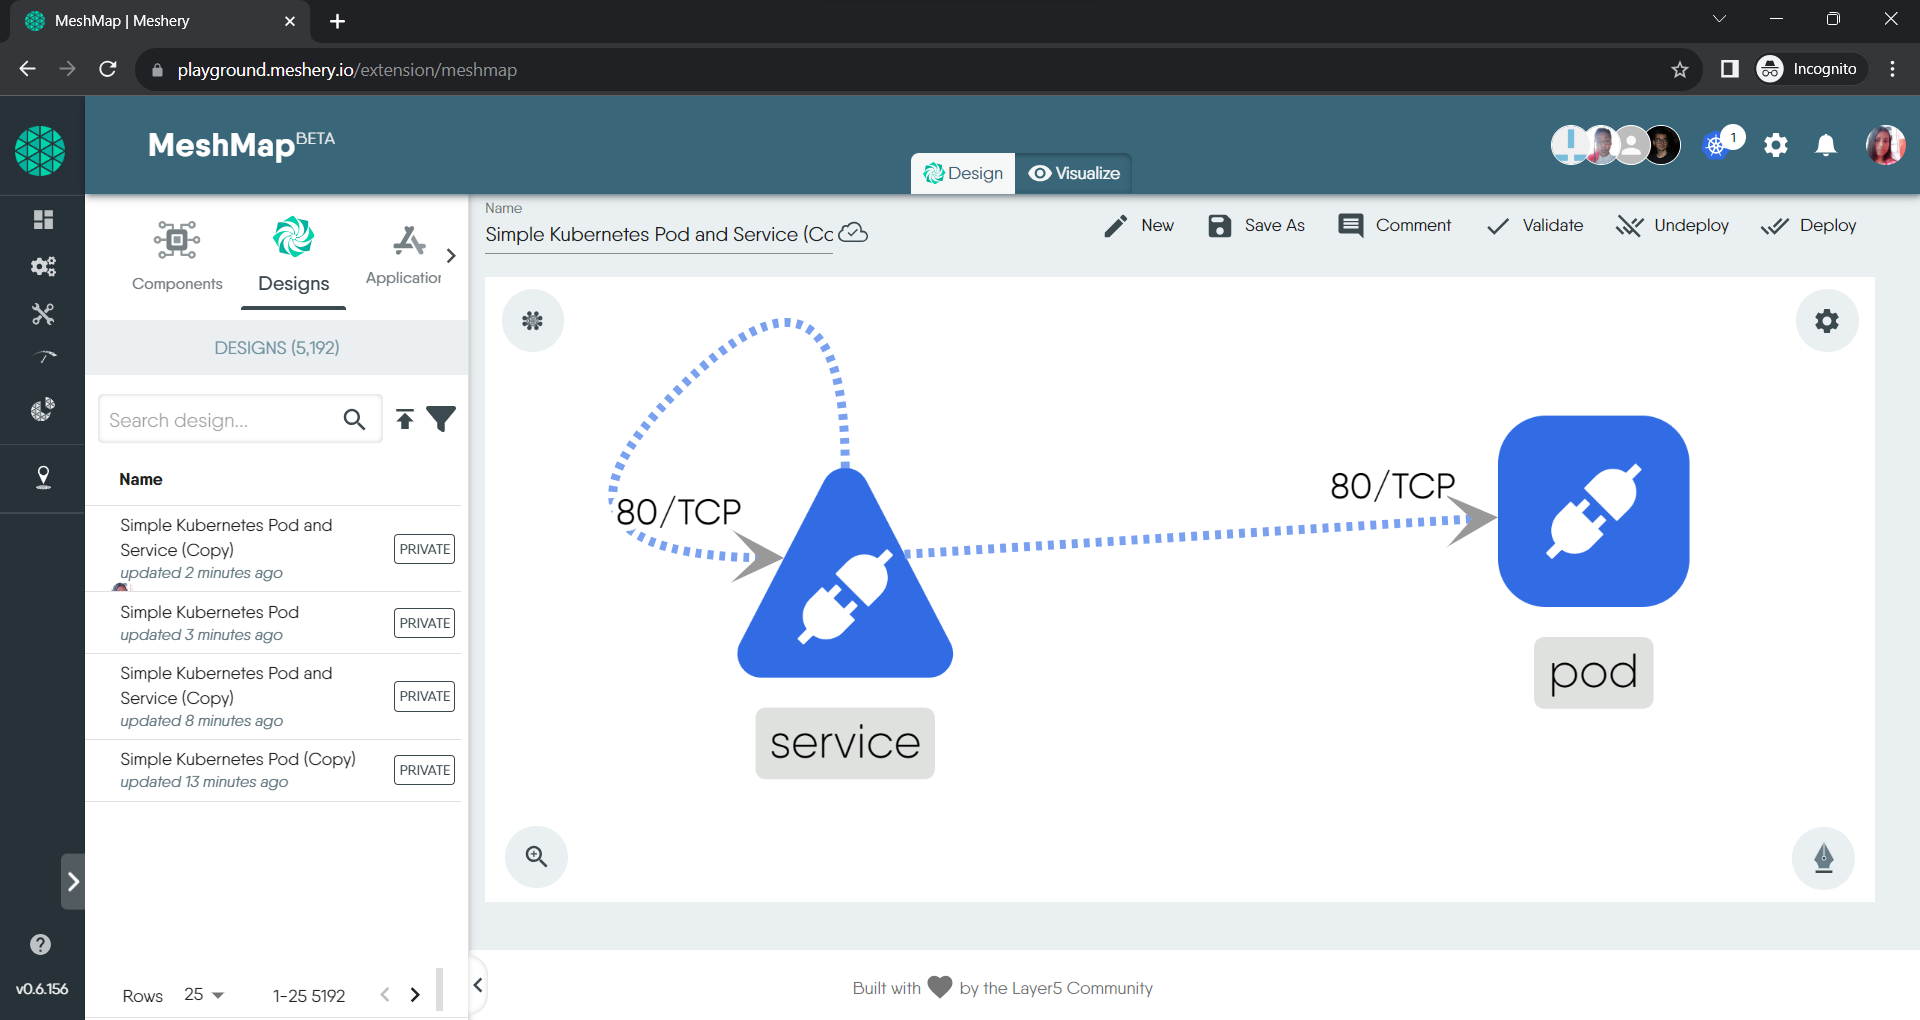 MeshMap | Meshery
playground.meshery.io/extension/meshmap
Incognito
MeshMap BETA
1
Design
Visualize
Components
Designs
Application
Name
Simple Kubernetes Pod and Service (Co
New
Save As
Comment
Validate
Undeploy
Deploy
DESIGNS (5,192)
Search design...
Name
Simple Kubernetes Pod and
Service (Copy)
updated 2 minutes ago
PRIVATE
Simple Kubernetes Pod
updated 3 minutes ago
PRIVATE
Simple Kubernetes Pod and
Service (Copy)
updated 8 minutes ago
PRIVATE
Simple Kubernetes Pod (Copy)
updated 13 minutes ago
PRIVATE
80/TCP
80/TCP
service
pod
v0.6.156
Rows 25
1-25 5192
Built with by the Layer5 Community